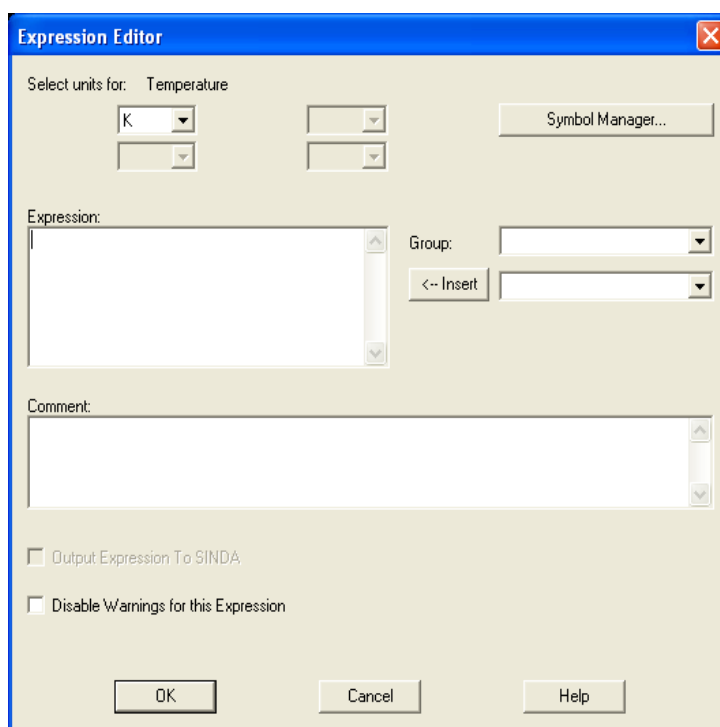 Expression Editor
Select units for: Temperature
K
Symbol Manager...
Expression:
Group:
<-- Insert
Comment:
Output Expression To SINDA
Disable Warnings for this Expression
OK Cancel Help